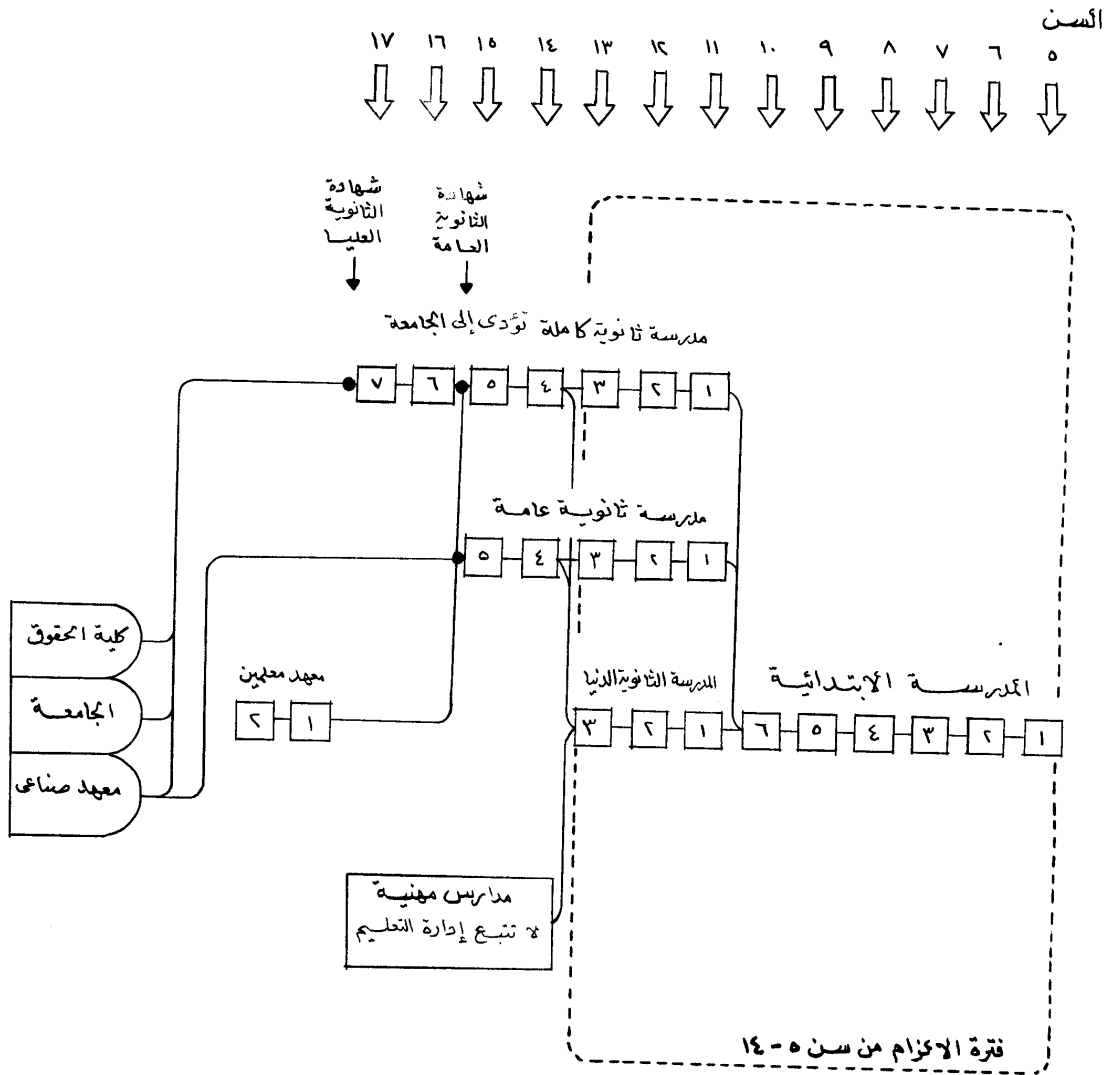 السن
٥ ٦ ٧ ٨ ٩ ١٠ ١١ ١٢ ١٣ ١٤ ١٥ ١٦ ١٧
شهادة
الثانوية
العامة
شهادة
الثانوية
العليا
مدرسة ثانوية كاملة تؤدى إلى الجامعة
١ ٢ ٣ ٤ ٥ ٦ ٧
مدرسة ثانوية عامة
١ ٢ ٣ ٤ ٥
المدرسة الابتدائية
١ ٢ ٣ ٤ ٥ ٦
المدرسة الثانوية الدنيا
١ ٢ ٣
معهد معلمين
١ ٢
كلية الحقوق
الجامعة
معهد صناعى
مدارس مهنية
لا تتبع إدارة التعليم
فترة الالزام من سن ٥ - ١٤